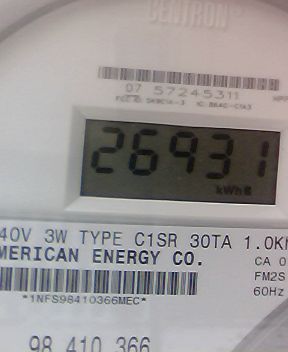 CENTRON®
07 57245311
26931
kWh
40V 3W TYPE C1SR 30TA 1.0K
MERICAN ENERGY CO.
CA 0
FM2S
60Hz
*1NFS98410366MEC*
98 410 366